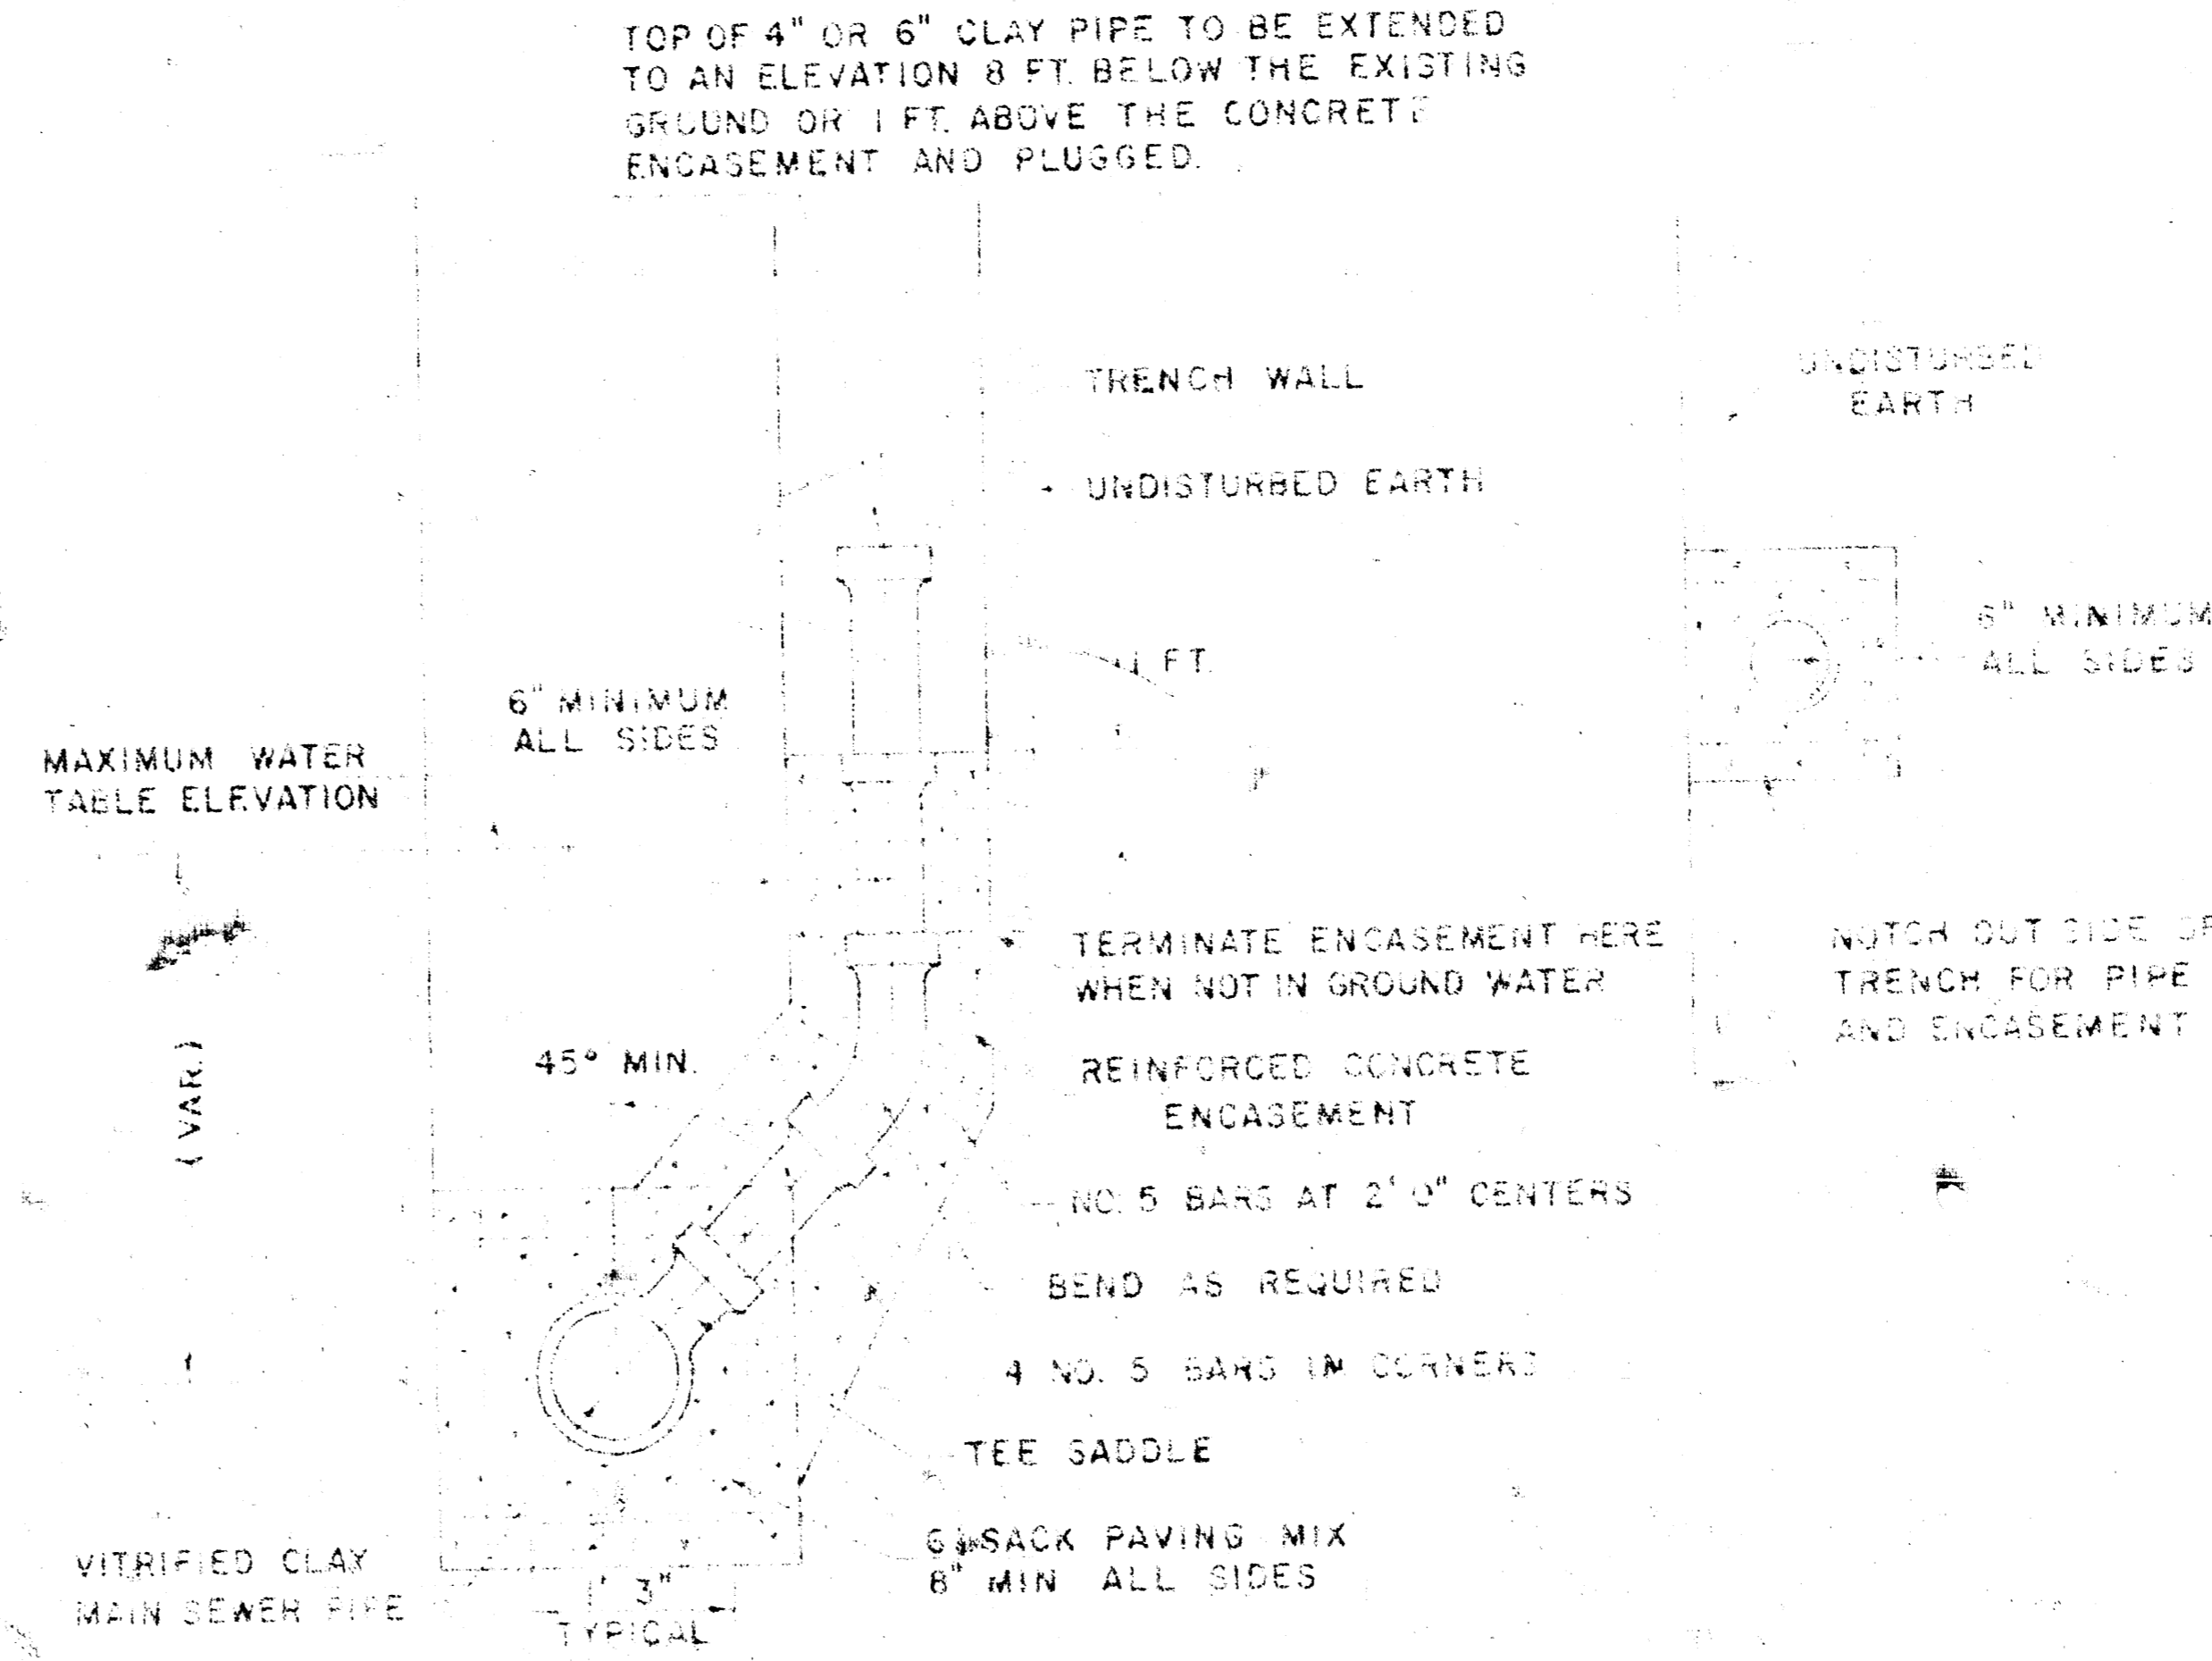 TOP OF 4" OR 6" CLAY PIPE TO BE EXTENDED
TO AN ELEVATION 8 FT. BELOW THE EXISTING
GROUND OR 1 FT. ABOVE THE CONCRETE
ENCASEMENT AND PLUGGED.
TRENCH WALL
UNDISTURBED EARTH
UNDISTURBED
EARTH
1 FT.
6" MINIMUM
ALL SIDES
6" MINIMUM
ALL SIDES
MAXIMUM WATER
TABLE ELEVATION
(VAR.)
TERMINATE ENCASEMENT HERE
WHEN NOT IN GROUND WATER
NOTCH OUT SIDE OF
TRENCH FOR PIPE
AND ENCASEMENT
45° MIN.
REINFORCED CONCRETE
ENCASEMENT
NO. 5 BARS AT 2' 0" CENTERS
BEND AS REQUIRED
4 NO. 5 BARS IN CORNERS
TEE SADDLE
SACK PAVING MIX
8" MIN ALL SIDES
VITRIFIED CLAY
MAIN SEWER PIPE
3"
TYPICAL